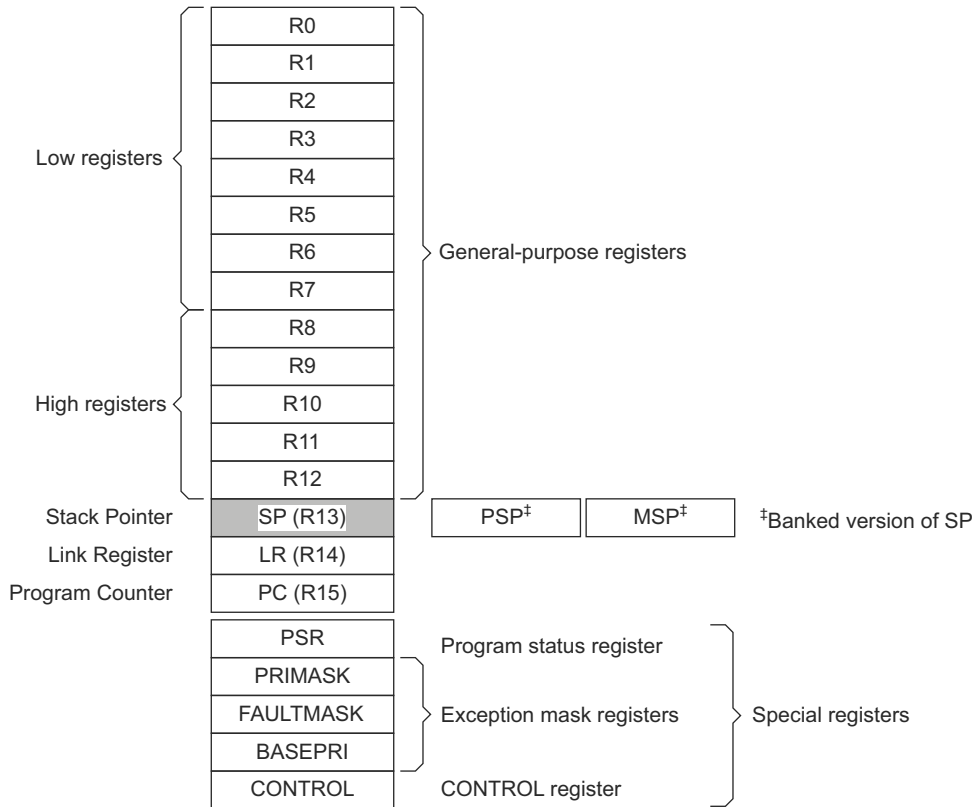 R0
R1
R2
R3
Low registers
R4
R5
R6
General-purpose registers
R7
R8
R9
High registers
R10
R11
R12
Stack Pointer SP (R13) PSP‡ MSP‡ ‡Banked version of SP
Link Register LR (R14)
Program Counter PC (R15)
PSR Program status register
PRIMASK
FAULTMASK Exception mask registers Special registers
BASEPRI
CONTROL CONTROL register